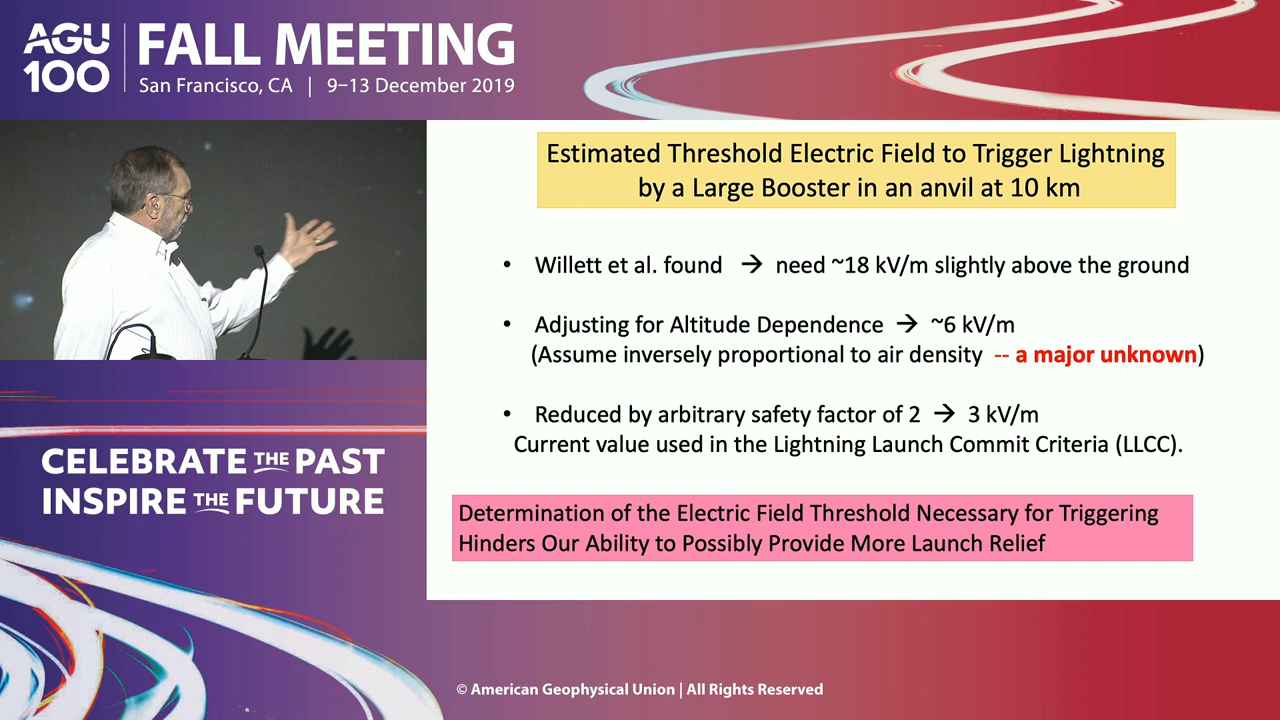 AGU
100
FALL MEETING
San Francisco, CA | 9–13 December 2019
Estimated Threshold Electric Field to Trigger Lightning
by a Large Booster in an anvil at 10 km
• Willett et al. found → need ~18 kV/m slightly above the ground
• Adjusting for Altitude Dependence → ~6 kV/m
(Assume inversely proportional to air density -- a major unknown)
• Reduced by arbitrary safety factor of 2 → 3 kV/m
Current value used in the Lightning Launch Commit Criteria (LLCC).
Determination of the Electric Field Threshold Necessary for Triggering
Hinders Our Ability to Possibly Provide More Launch Relief
CELEBRATE THE PAST
INSPIRE THE FUTURE
© American Geophysical Union | All Rights Reserved